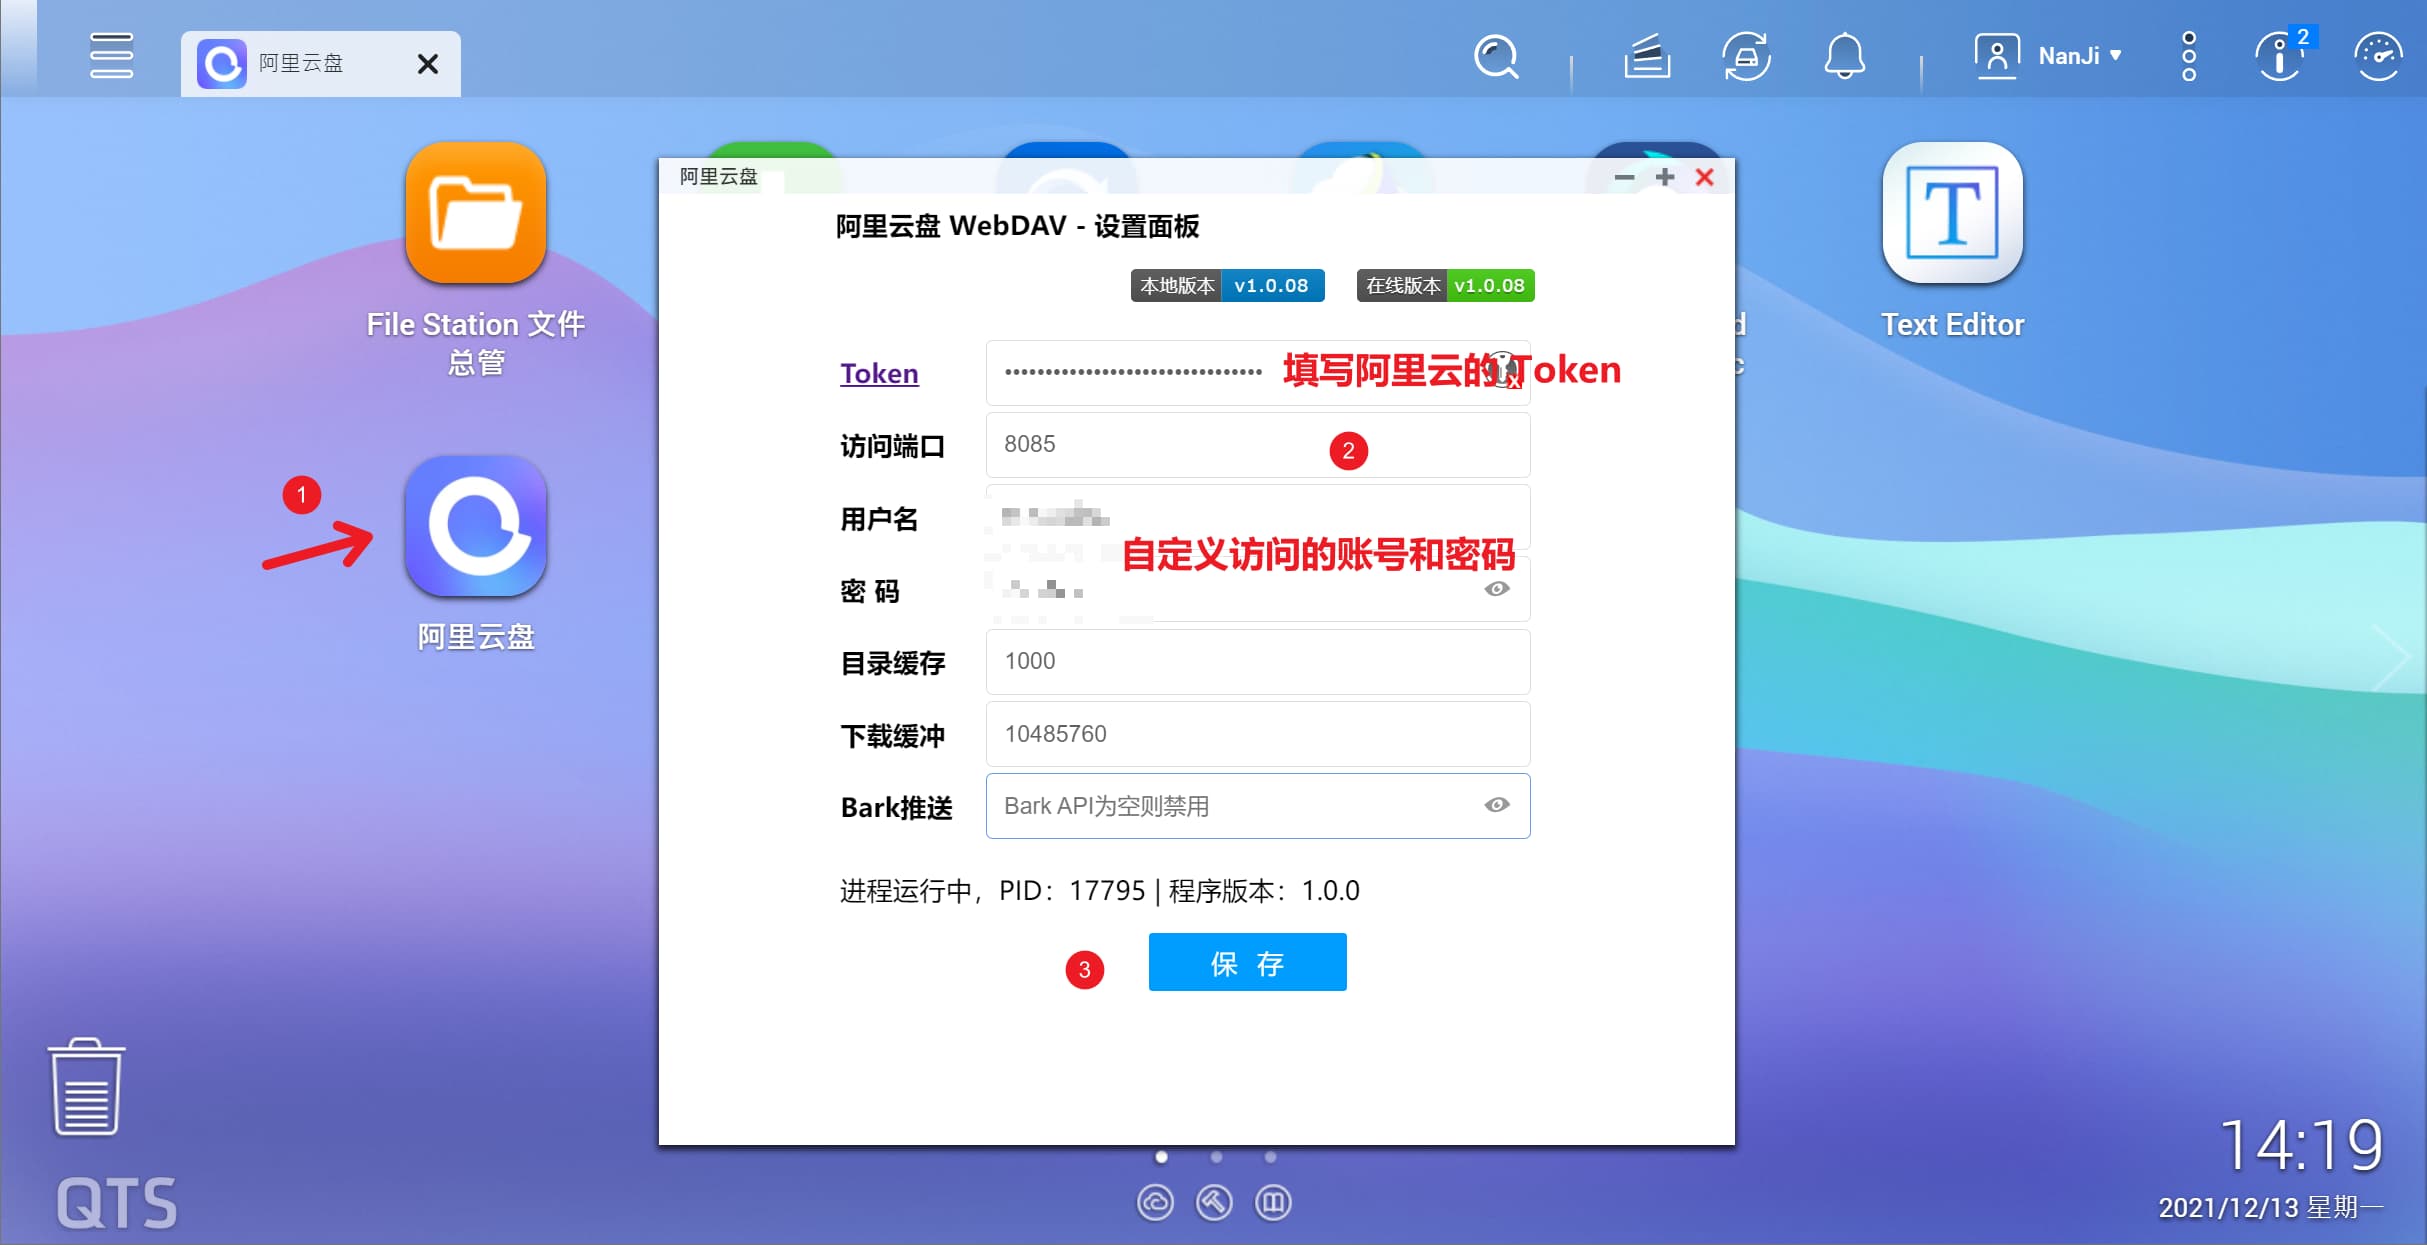 阿里云盘
NanJi
2
File Station 文件
总管
阿里云盘
Text Editor
阿里云盘
阿里云盘 WebDAV - 设置面板
本地版本 v1.0.08
在线版本 v1.0.08
Token
填写阿里云的Token
访问端口
8085
2
用户名
自定义访问的账号和密码
密 码
目录缓存
1000
下载缓冲
10485760
Bark推送
Bark API为空则禁用
进程运行中，PID：17795 | 程序版本：1.0.0
3
保 存
1
QTS
14:19
2021/12/13 星期一